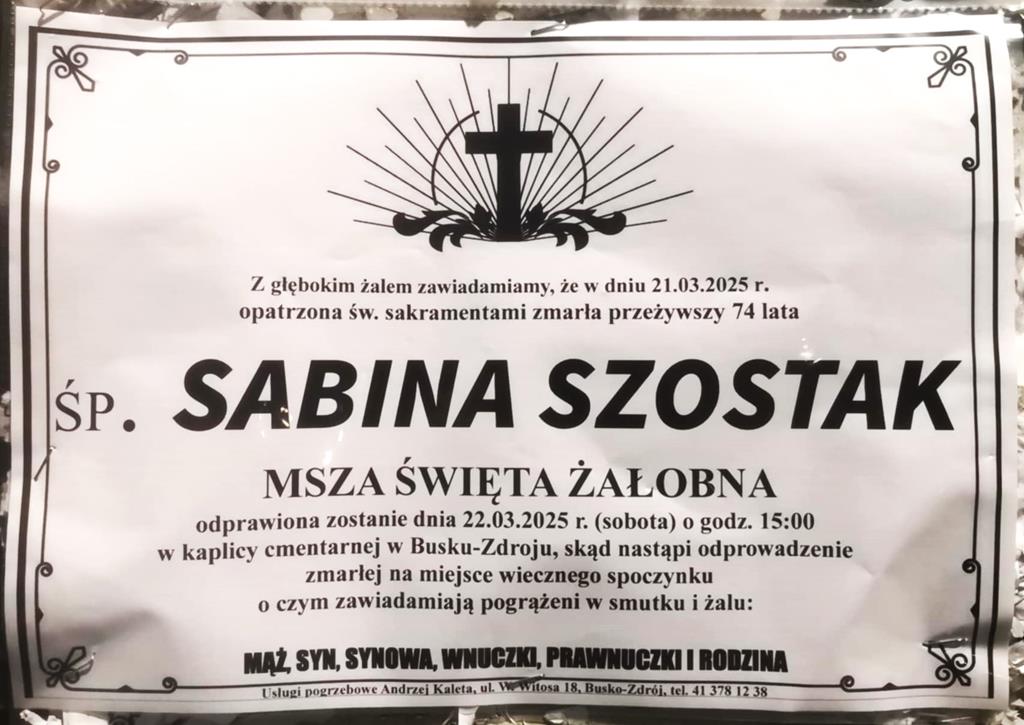 Z głębokim żalem zawiadamiamy, że w dniu 21.03.2025 r.
opatrzona św. sakramentami zmarła przeżywszy 74 lata
ŚP. SABINA SZOSTAK
MSZA ŚWIĘTA ŻAŁOBNA
odprawiona zostanie dnia 22.03.2025 r. (sobota) o godz. 15:00
w kaplicy cmentarnej w Busku-Zdroju, skąd nastąpi odprowadzenie
zmarłej na miejsce wiecznego spoczynku
o czym zawiadamiają pogrążeni w smutku i żalu:
MĄŻ, SYN, SYNOWA, WNUCZKI, PRAWNUCZKI I RODZINA
Usługi pogrzebowe Andrzej Kaleta, ul. W. Witosa 18, Busko-Zdrój, tel. 41 378 12 38